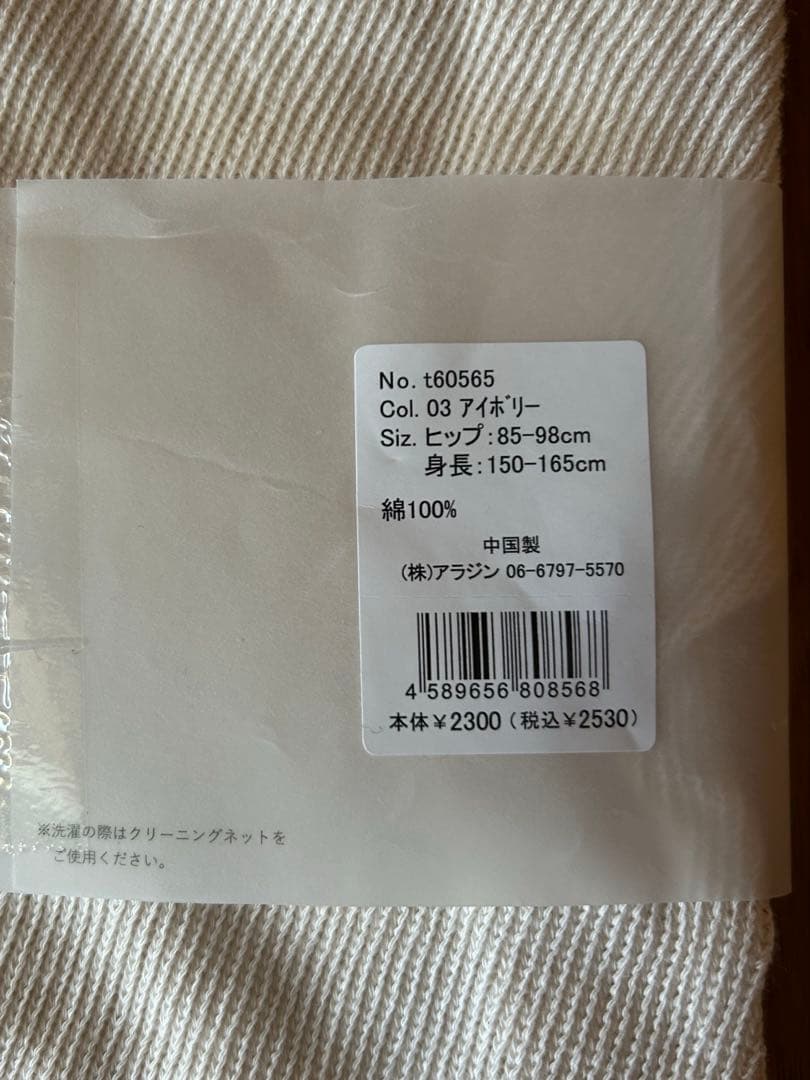 No. t60565
Col. 03 アイボリー
Siz. ヒップ:85-98cm
身長:150-165cm
綿100%
中国製
(株)アラジン 06-6797-5570
4 589656 808568
本体¥2300(税込¥2530)
※洗濯の際はクリーニングネットを
ご使用ください。